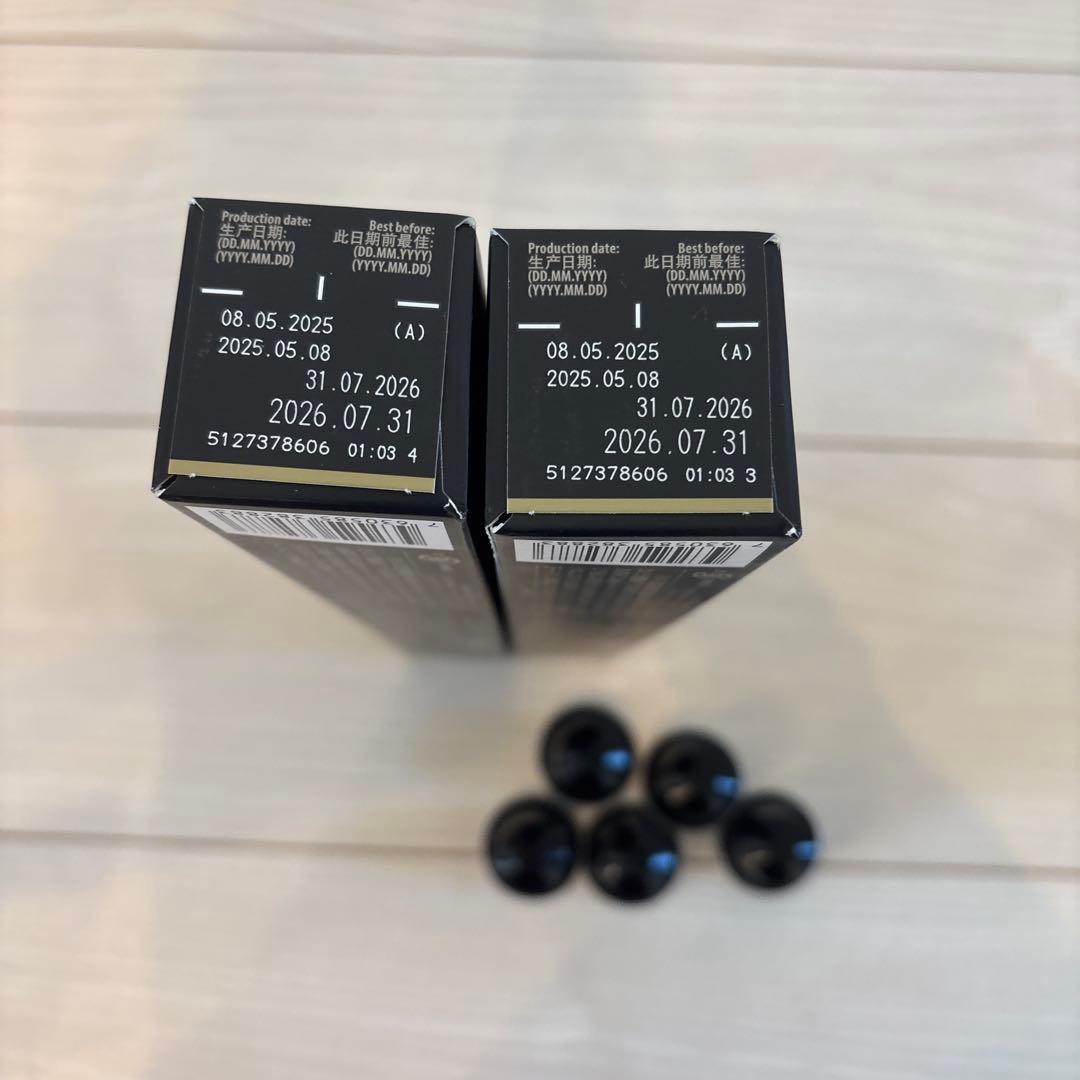 Production date:
生产日期:
(DD.MM.YYYY)
(YYYY.MM.DD)
Best before:
此日期前最佳:
(DD.MM.YYYY)
(YYYY.MM.DD)
08.05.2025 (A)
2025.05.08
31.07.2026
2026.07.31
5127378606 01:03 4
Production date:
生产日期:
(DD.MM.YYYY)
(YYYY.MM.DD)
Best before:
此日期前最佳:
(DD.MM.YYYY)
(YYYY.MM.DD)
08.05.2025 (A)
2025.05.08
31.07.2026
2026.07.31
5127378606 01:03 3